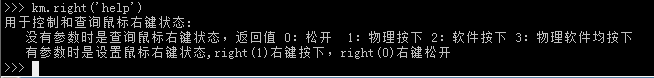 >>> km.right('help')
用于控制和查询鼠标右键状态:
没有参数时是查询鼠标右键状态，返回值 0: 松开 1: 物理按下 2: 软件按下 3: 物理软件均按下
有参数时是设置鼠标右键状态,right(1)右键按下，right(0)右键松开
>>>